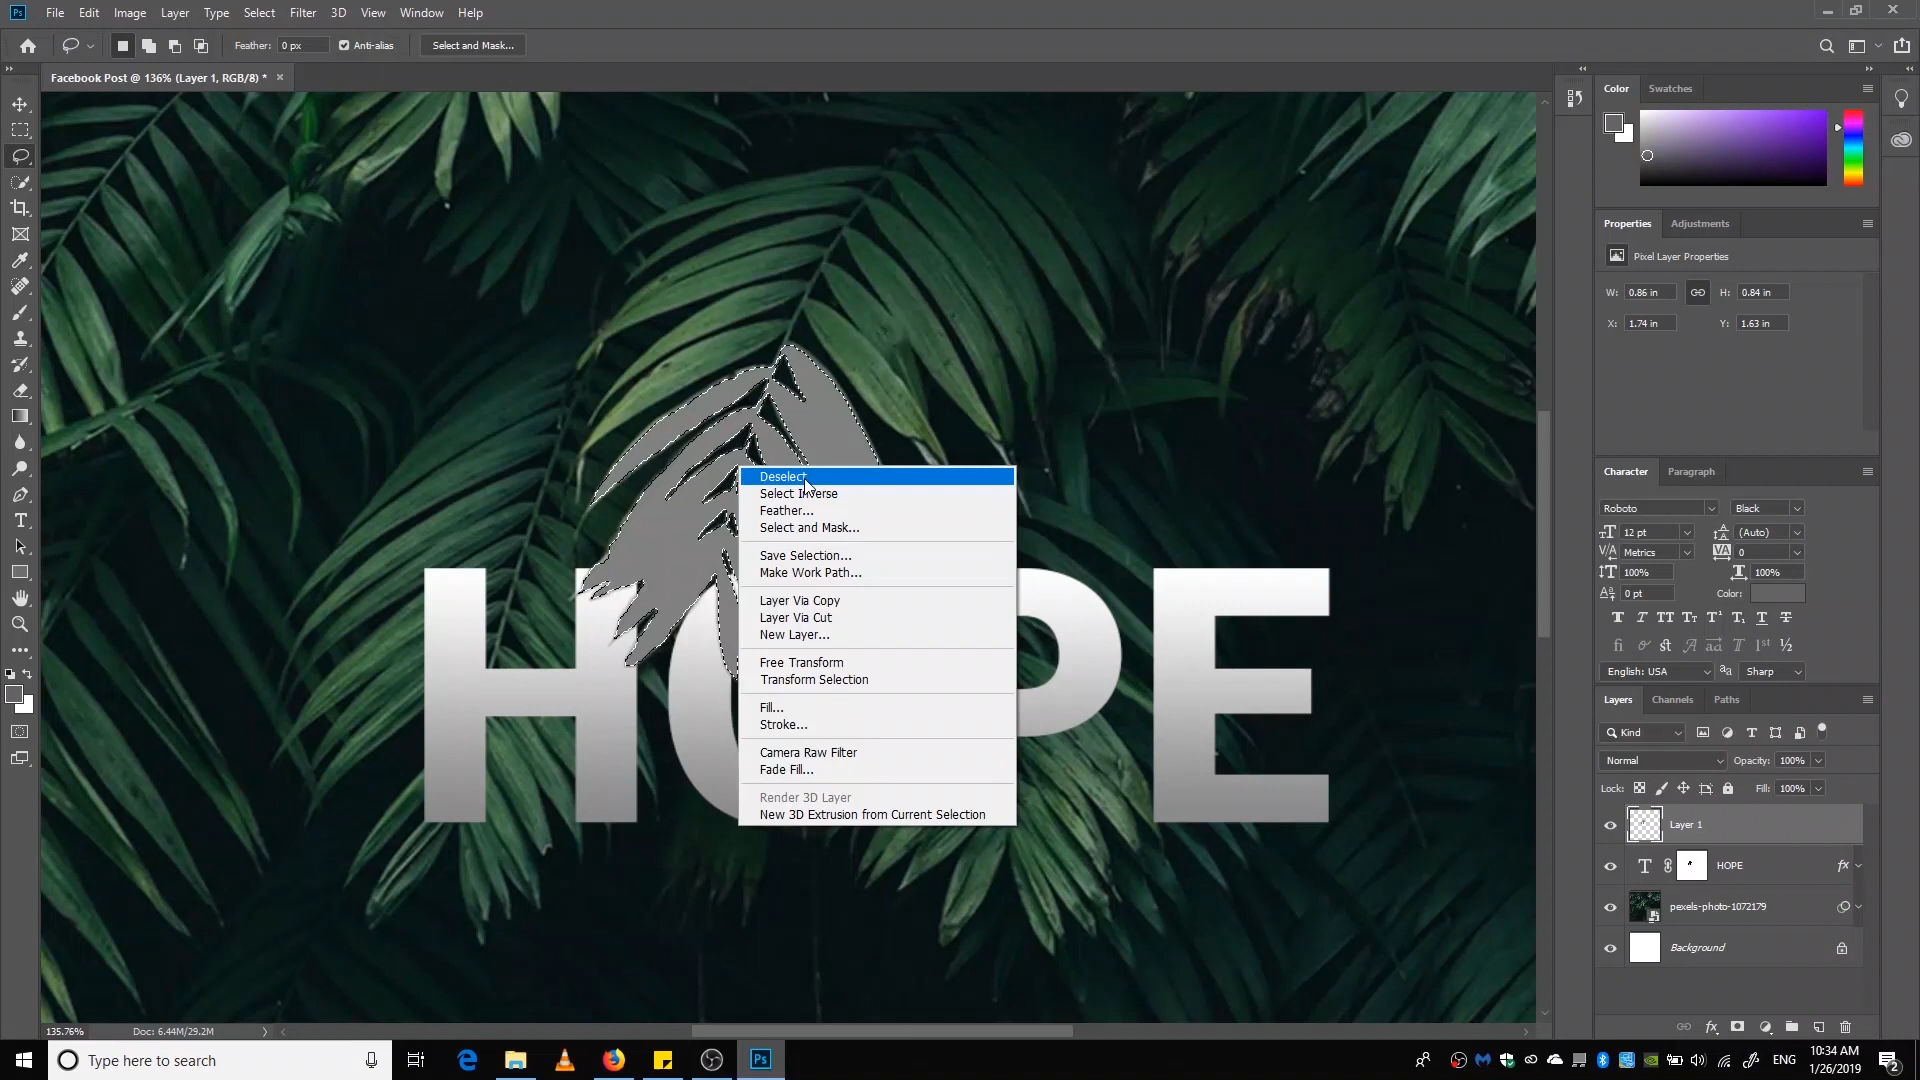 Ps File Edit Image Layer Type Select Filter 3D View Window Help
Feather: 0 px Anti-alias Select and Mask...
Facebook Post @ 136% (Layer 1, RGB/8) *
HOPE
Deselect
Select Inverse
Feather...
Select and Mask...
Save Selection...
Make Work Path...
Layer Via Copy
Layer Via Cut
New Layer...
Free Transform
Transform Selection
Fill...
Stroke...
Camera Raw Filter
Fade Fill...
Render 3D Layer
New 3D Extrusion from Current Selection
Color Swatches
Properties Adjustments
Pixel Layer Properties
W: 0.86 in H: 0.84 in
X: 1.74 in Y: 1.63 in
Character Paragraph
Roboto Black
12 pt (Auto)
Metrics 0
100% 100%
0 pt Color:
English: USA Sharp
Layers Channels Paths
Kind
Normal Opacity: 100%
Lock: Fill: 100%
Layer 1
HOPE fx
pexels-photo-1072179
Background
135.76% Doc: 6.44M/29.2M
Type here to search
Ps
ENG
10:34 AM
1/26/2019
2